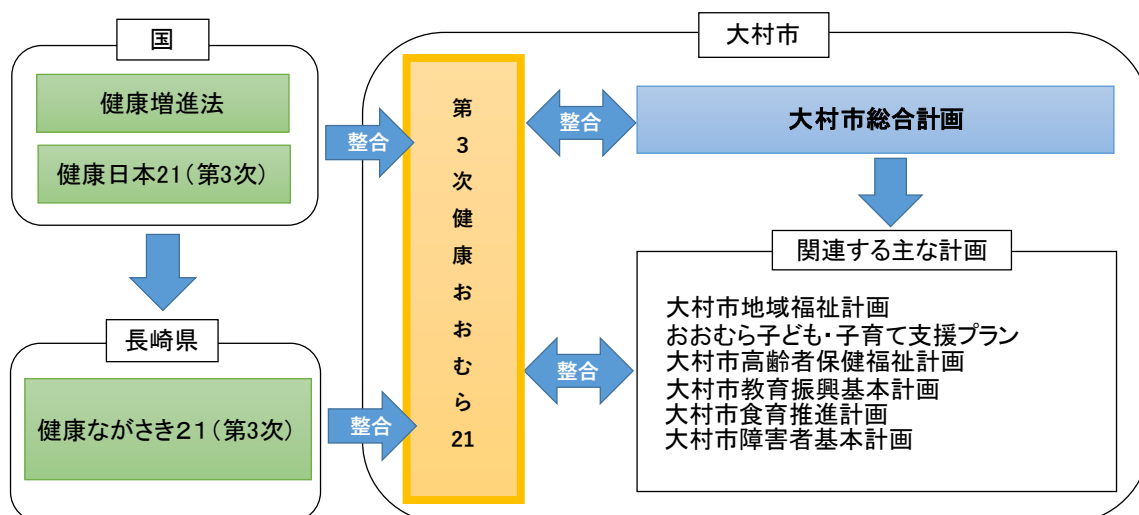 国
健康増進法
健康日本21(第3次)
整合
長崎県
健康ながさき２１(第3次)
整合
大村市
第3次健康おおむら21
整合
大村市総合計画
整合
関連する主な計画
大村市地域福祉計画
おおむら子ども・子育て支援プラン
大村市高齢者保健福祉計画
大村市教育振興基本計画
大村市食育推進計画
大村市障害者基本計画